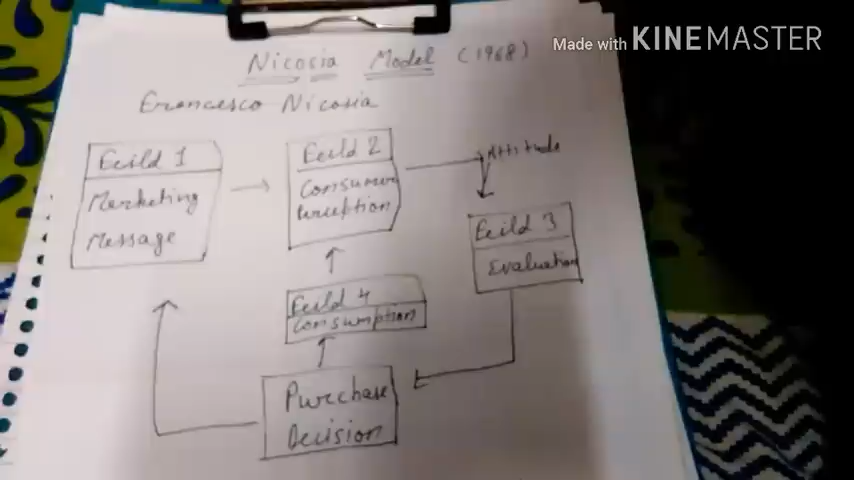 Made with KINEMASTER
Nicosia Model (1968)
Francesco Nicosia
Feild 1
Marketing
Message
Feild 2
Consumer
Perception
Attitude
Feild 3
Evaluation
Feild 4
Consumption
Purchase
Decision